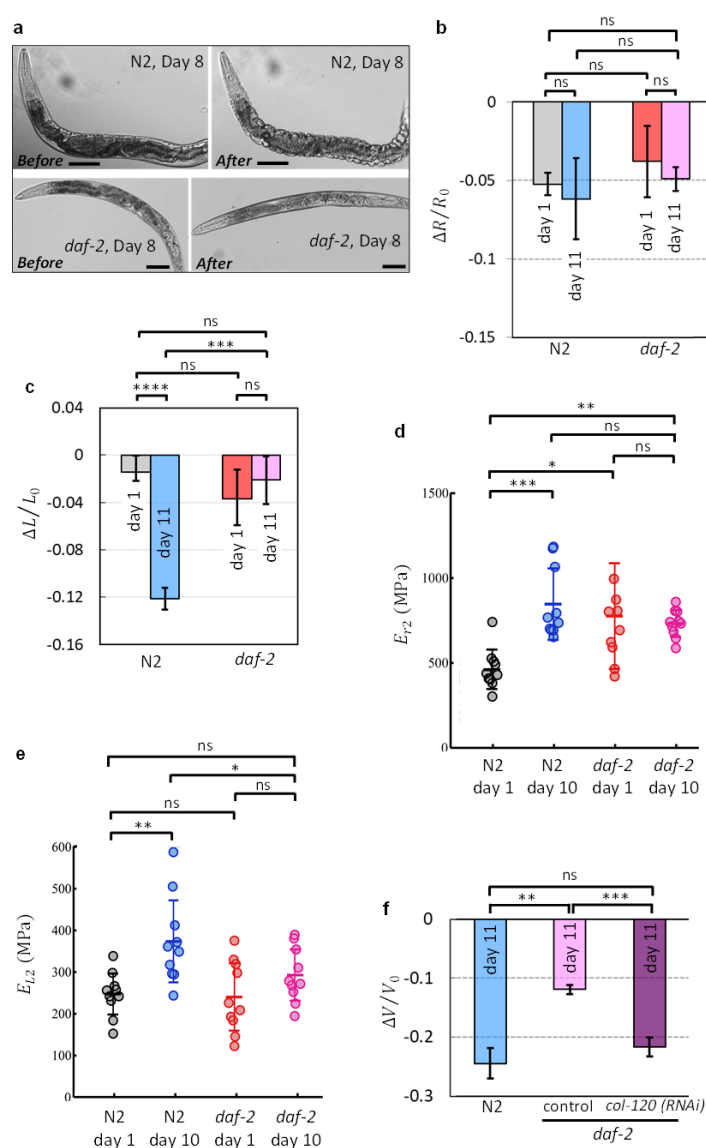 a
N2, Day 8
N2, Day 8
Before
After
daf-2, Day 8
daf-2, Day 8
Before
After
b
ns
ns
ns
ns
ns
0
-0.05
-0.1
-0.15
ΔR/R0
day 1
day 11
day 1
day 11
N2
daf-2
c
ns
***
ns
****
ns
0.04
0
-0.04
-0.08
-0.12
-0.16
ΔL/L0
day 1
day 11
day 1
day 11
N2
daf-2
d
**
ns
*
ns
***
1500
1000
500
0
Er2 (MPa)
N2 N2 daf-2 daf-2
day 1 day 10 day 1 day 10
e
ns
*
ns
ns
**
600
500
400
300
200
100
0
EL2 (MPa)
N2 N2 daf-2 daf-2
day 1 day 10 day 1 day 10
f
ns
**
***
0
-0.1
-0.2
-0.3
ΔV/V0
day 11
day 11
day 11
N2 control col-120 (RNAi)
daf-2